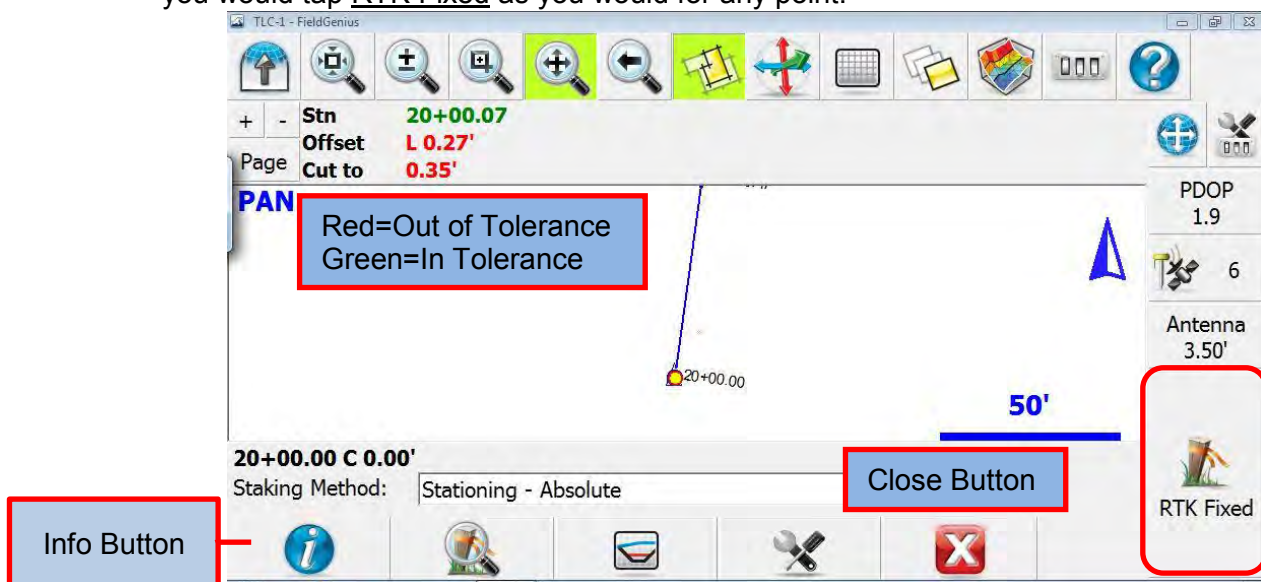 you would tap RTK Fixed as you would for any point.
TLC-1 - FieldGenius
+ - Stn 20+00.07
Offset L 0.27'
Page Cut to 0.35'
PDOP
1.9
PAN
Red=Out of Tolerance
Green=In Tolerance
6
Antenna
3.50'
20+00.00
50'
20+00.00 C 0.00'
Staking Method: Stationing - Absolute
Close Button
RTK Fixed
Info Button